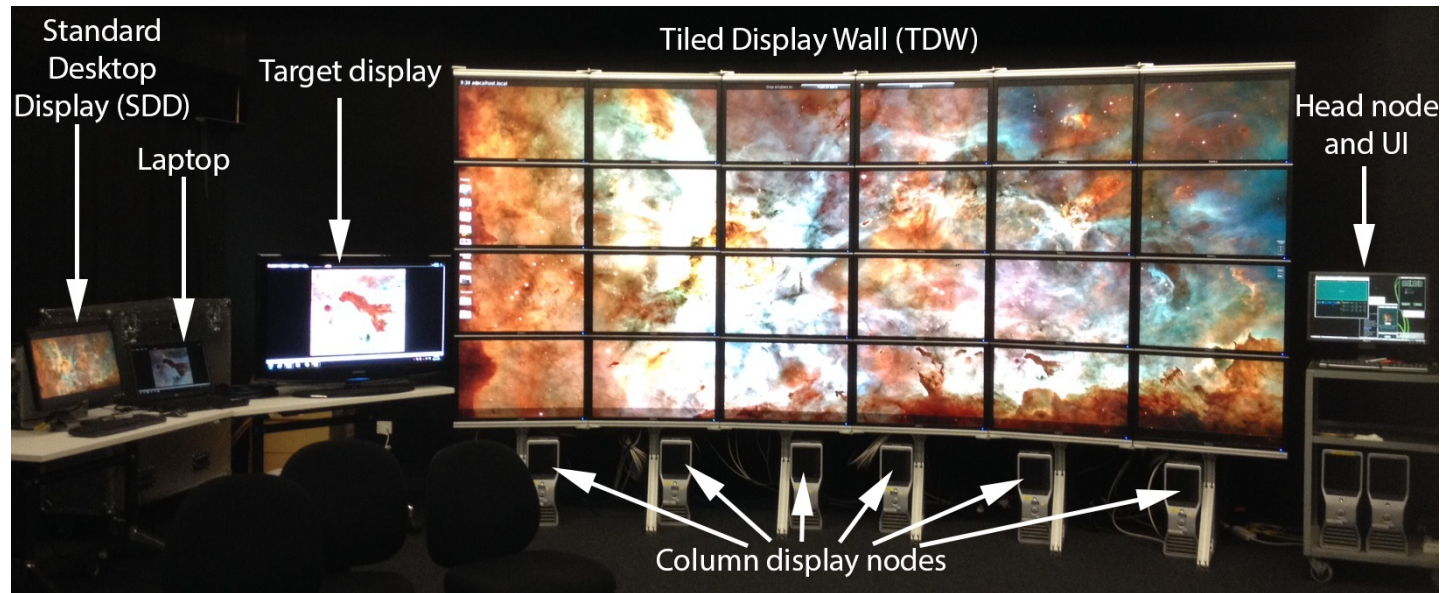 Standard
Desktop
Display (SDD)
Laptop
Target display
Tiled Display Wall (TDW)
Head node
and UI
Column display nodes